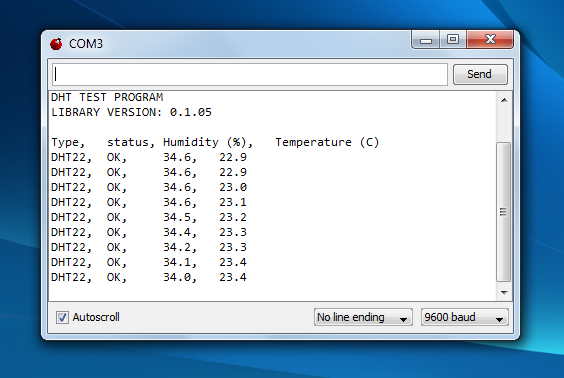 COM3
Send
DHT TEST PROGRAM
LIBRARY VERSION: 0.1.05
Type, status, Humidity (%), Temperature (C)
DHT22, OK, 34.6, 22.9
DHT22, OK, 34.6, 22.9
DHT22, OK, 34.6, 23.0
DHT22, OK, 34.6, 23.1
DHT22, OK, 34.5, 23.2
DHT22, OK, 34.4, 23.3
DHT22, OK, 34.2, 23.3
DHT22, OK, 34.1, 23.4
DHT22, OK, 34.0, 23.4
Autoscroll
No line ending
9600 baud